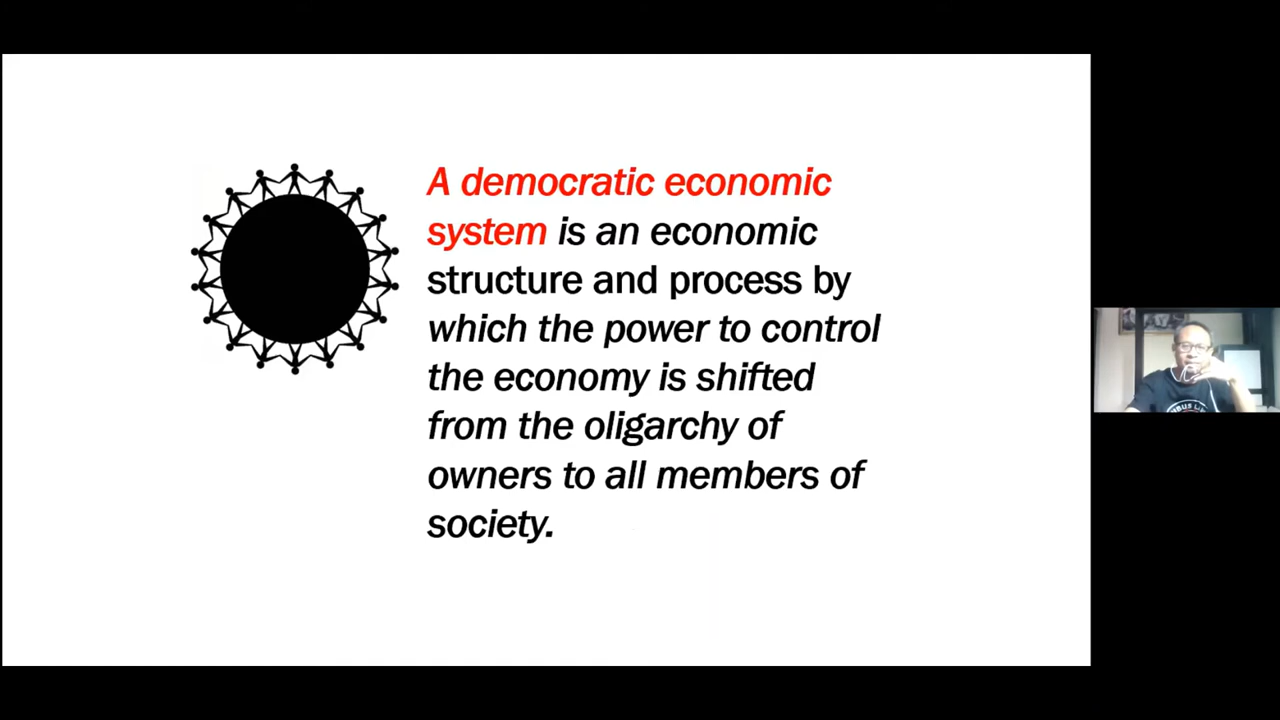 A democratic economic
system is an economic
structure and process by
which the power to control
the economy is shifted
from the oligarchy of
owners to all members of
society.